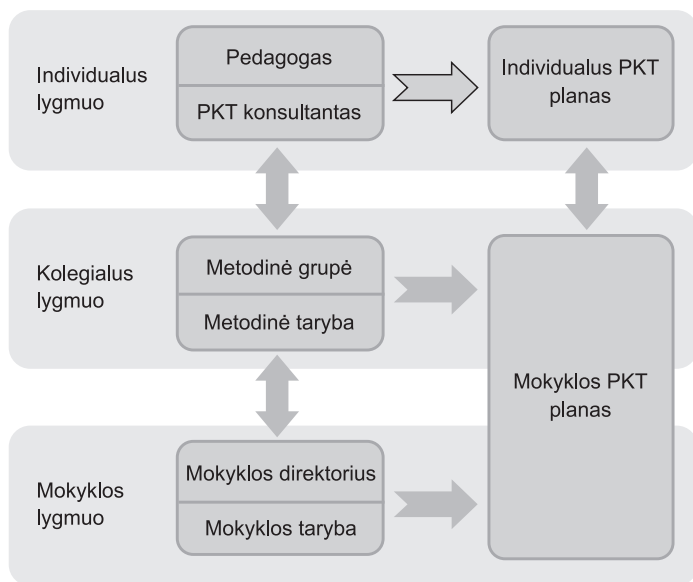 Individualus
lygmuo
Pedagogas
PKT konsultantas
Individualus PKT
planas
Kolegialus
lygmuo
Metodinė grupė
Metodinė taryba
Mokyklos PKT
planas
Mokyklos
lygmuo
Mokyklos direktorius
Mokyklos taryba